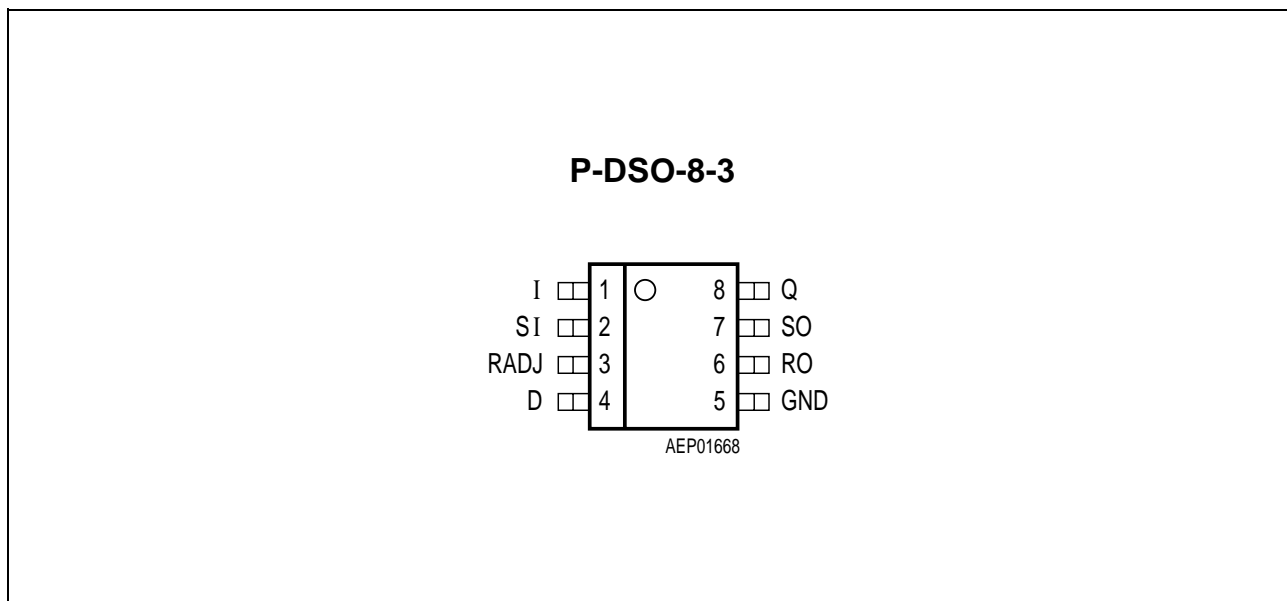 P-DSO-8-3
I 1 8 Q
SI 2 7 SO
RADJ 3 6 RO
D 4 5 GND
AEP01668